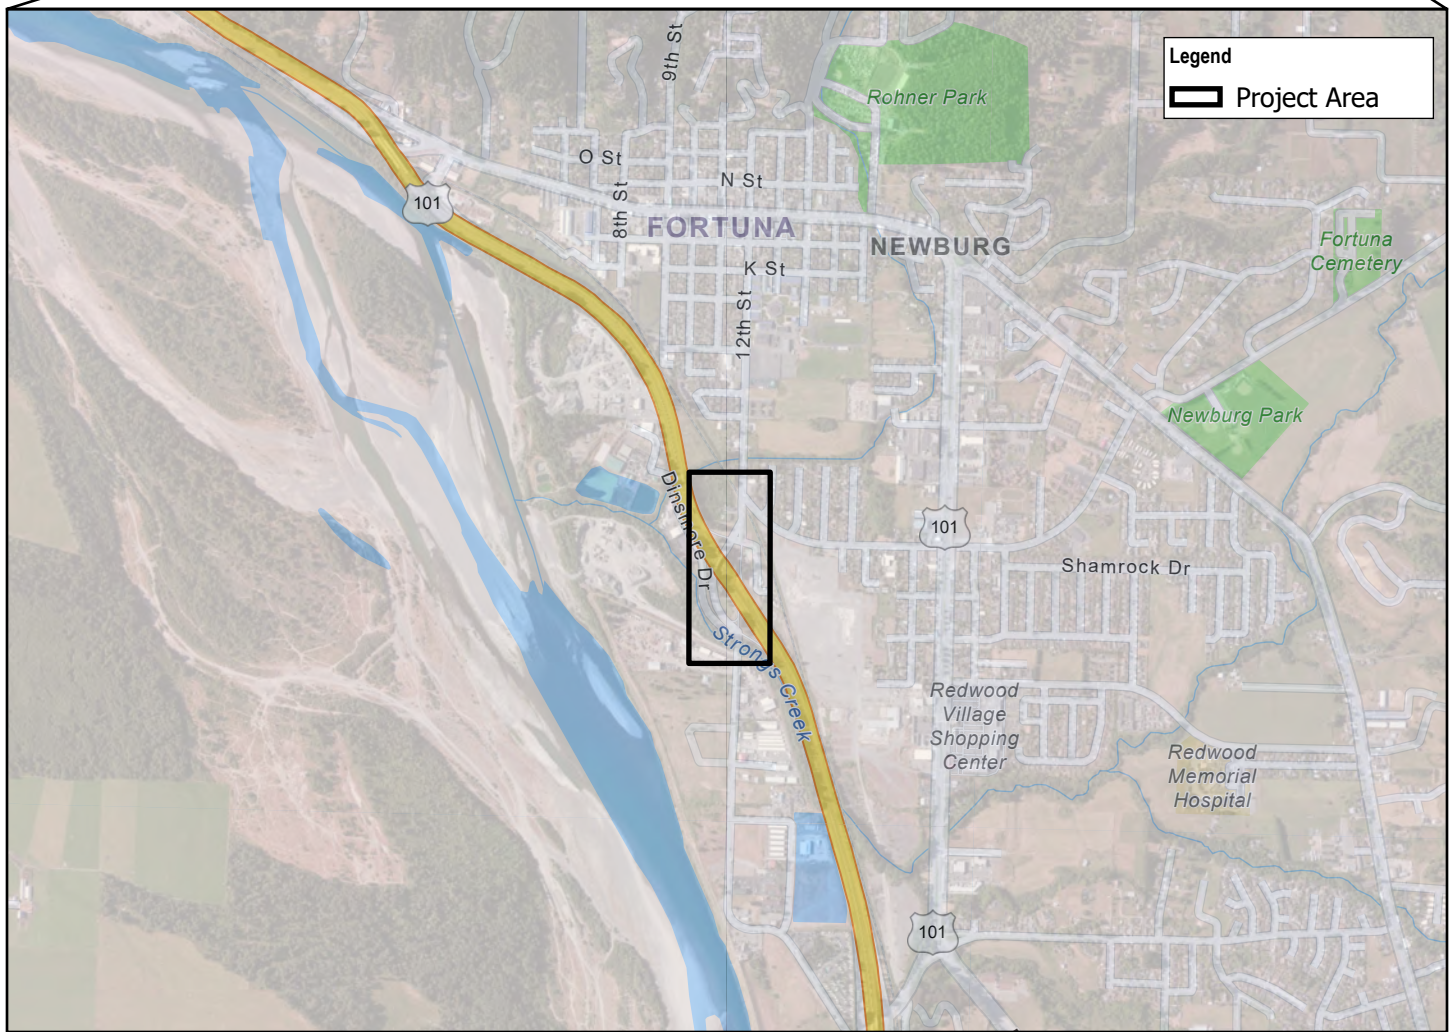 Legend
Project Area
9th St
Rohner Park
O St
N St
8th St
101
FORTUNA
NEWBURG
K St
Fortuna
Cemetery
12th St
Newburg Park
Dinsmore Dr
101
Shamrock Dr
Strongs Creek
Redwood
Village
Shopping
Center
Redwood
Memorial
Hospital
101